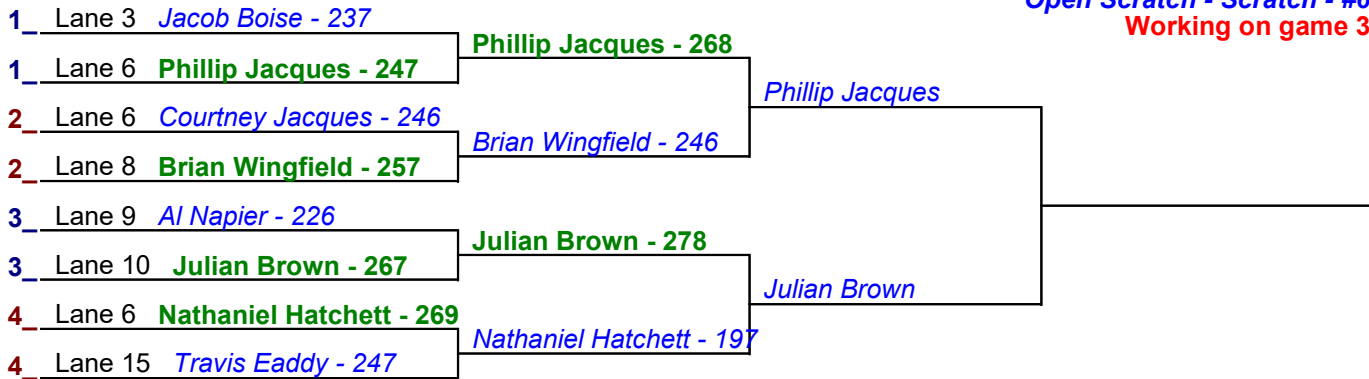 Open Scratch - Scratch - #6
Working on game 3
1_ Lane 3 Jacob Boise - 237
Phillip Jacques - 268
1_ Lane 6 Phillip Jacques - 247
Phillip Jacques
2_ Lane 6 Courtney Jacques - 246
Brian Wingfield - 246
2_ Lane 8 Brian Wingfield - 257
3_ Lane 9 Al Napier - 226
Julian Brown - 278
3_ Lane 10 Julian Brown - 267
Julian Brown
4_ Lane 6 Nathaniel Hatchett - 269
Nathaniel Hatchett - 197
4_ Lane 15 Travis Eaddy - 247